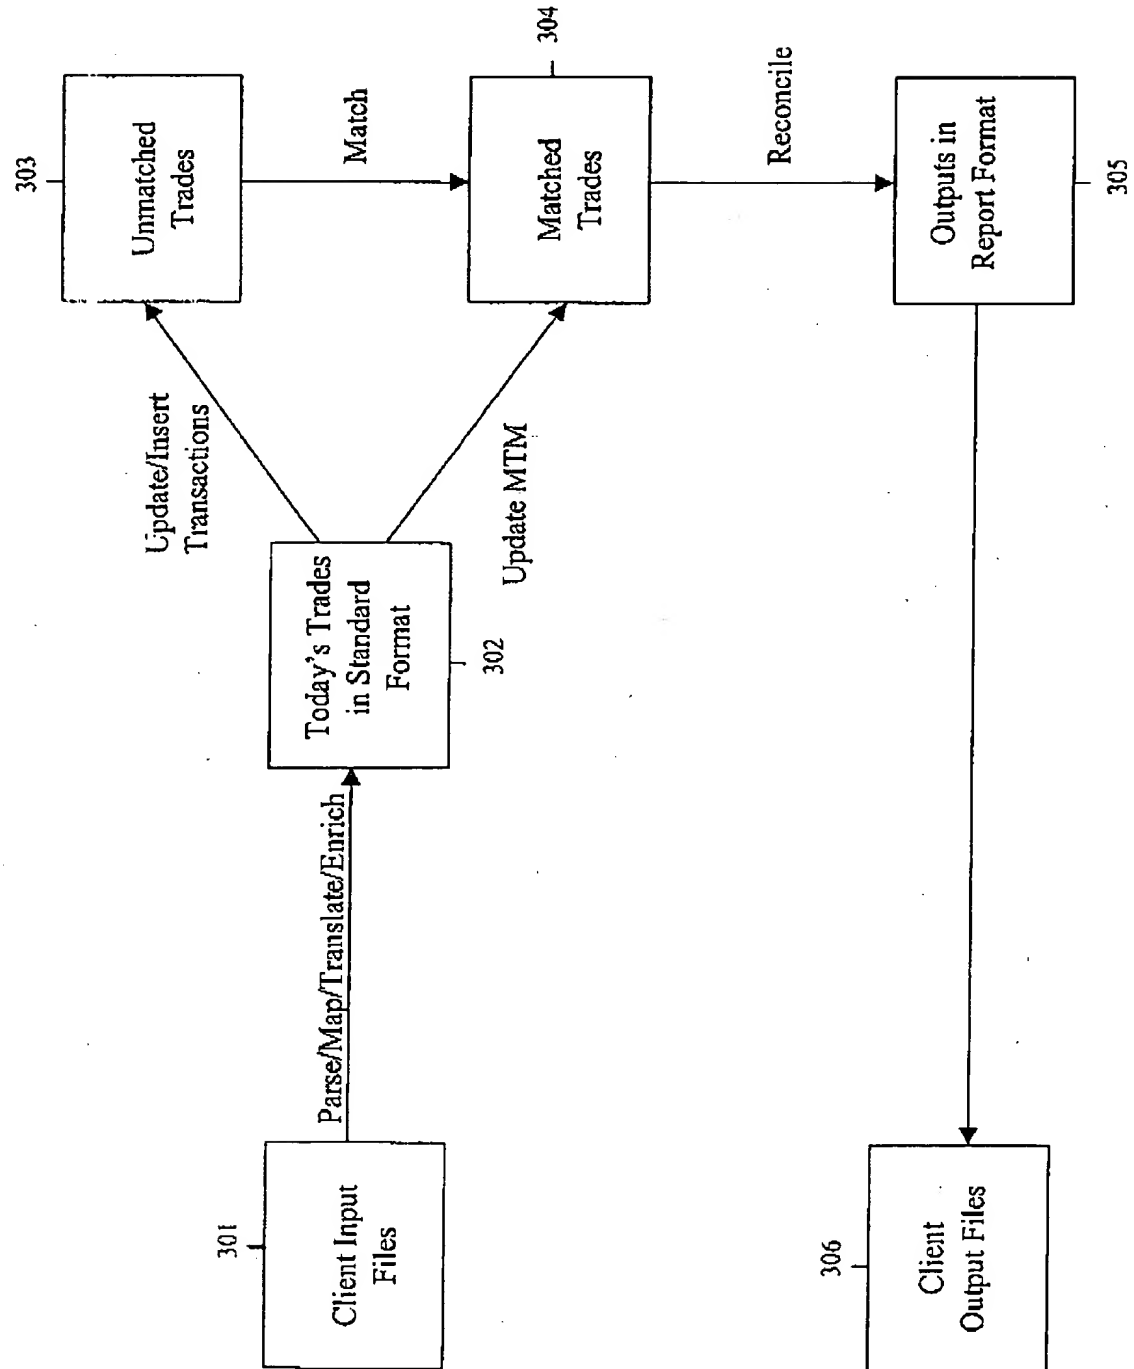 301
Client Input
Files
Parse/Map/Translate/Enrich
Today's Trades
in Standard
Format
302
Update/Insert
Transactions
Update MTM
303
Unmatched
Trades
Match
304
Matched
Trades
Reconcile
Outputs in
Report Format
305
306
Client
Output Files